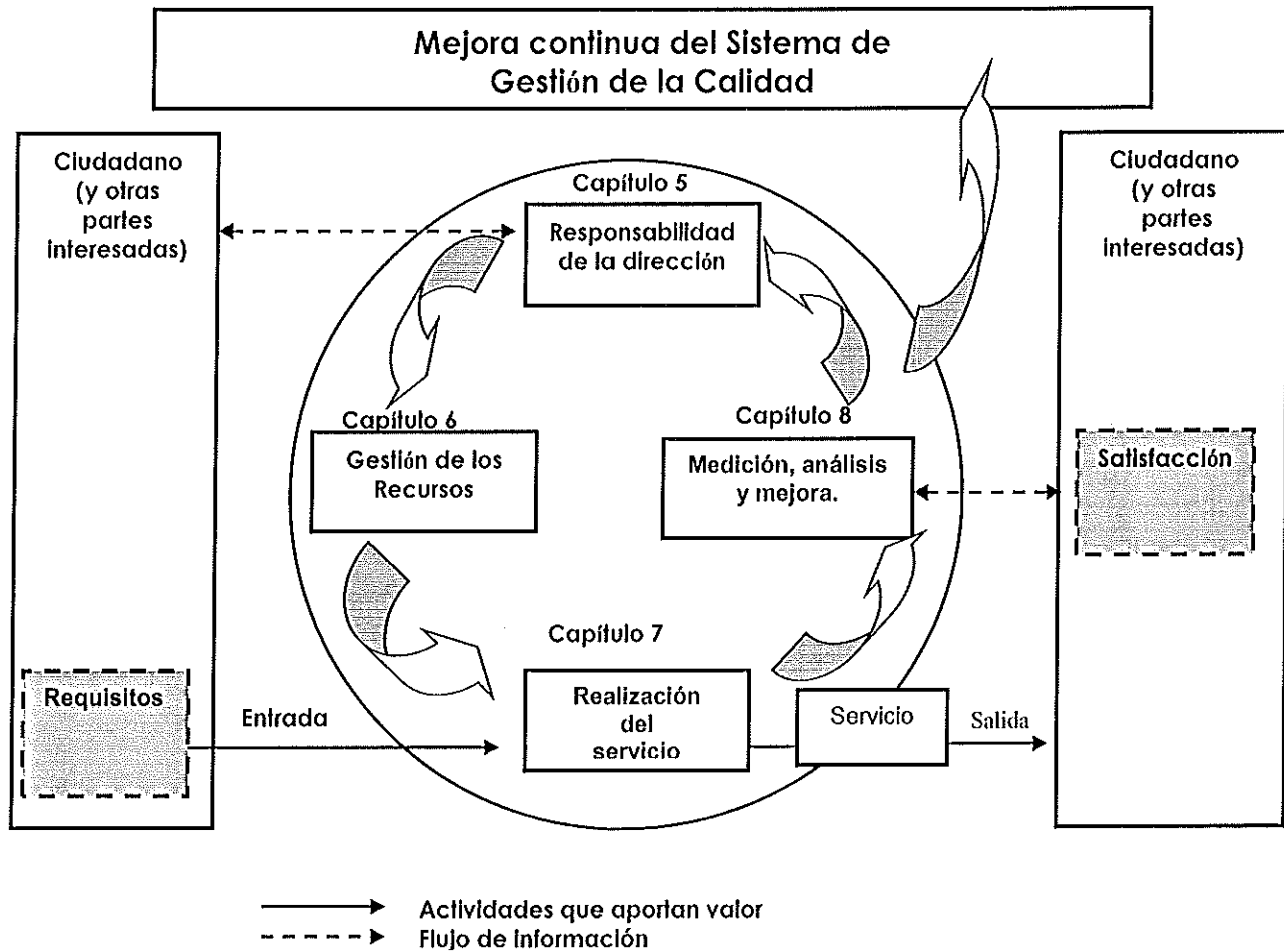 Mejora continua del Sistema de
Gestión de la Calidad
Ciudadano
(y otras
partes
interesadas)
Capítulo 5
Responsabilidad
de la dirección
Ciudadano
(y otras
partes
interesadas)
Capítulo 6
Gestión de los
Recursos
Capítulo 8
Medición, análisis
y mejora.
Satisfacción
Capítulo 7
Requisitos
Entrada
Realización
del
servicio
Servicio
Salida
Actividades que aportan valor
Flujo de información